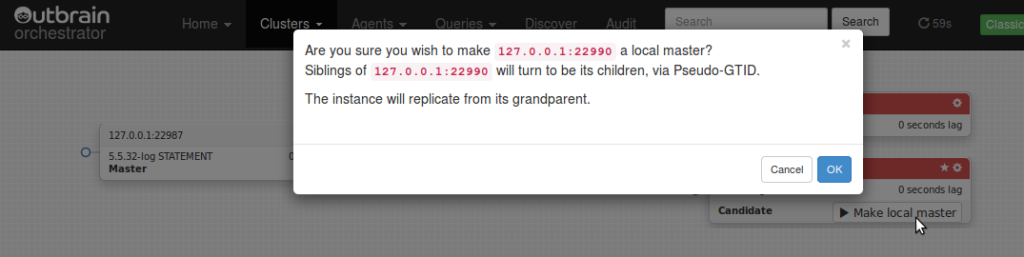 Outbrain
orchestrator
Home
Clusters
Agents
Queries
Discover
Audit
Search
Search
59s
Classic
Are you sure you wish to make 127.0.0.1:22990 a local master?
×
Siblings of 127.0.0.1:22990 will turn to be its children, via Pseudo-GTID.
The instance will replicate from its grandparent.
Cancel
OK
127.0.0.1:22987
5.5.32-log STATEMENT
0
Master
0 seconds lag
0 seconds lag
Candidate
Make local master